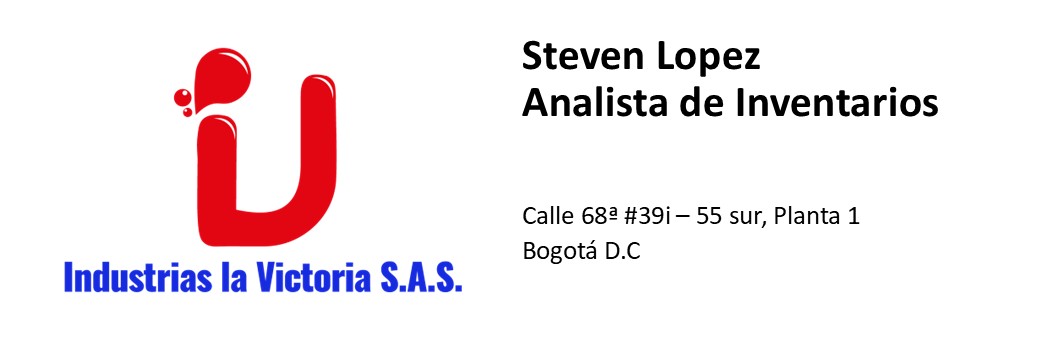 Steven Lopez
Analista de Inventarios
Calle 68ª #39i – 55 sur, Planta 1
Bogotá D.C
Industrias la Victoria S.A.S.